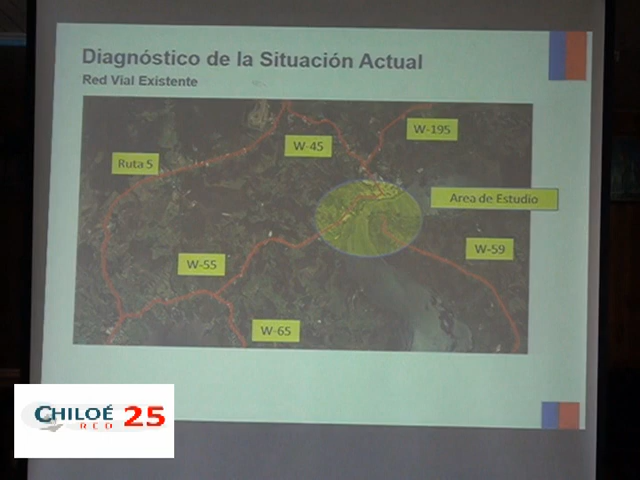 Diagnóstico de la Situación Actual
Red Vial Existente
W-195
W-45
Ruta 5
Area de Estudio
W-59
W-55
W-65
CHILOÉ 25
RED